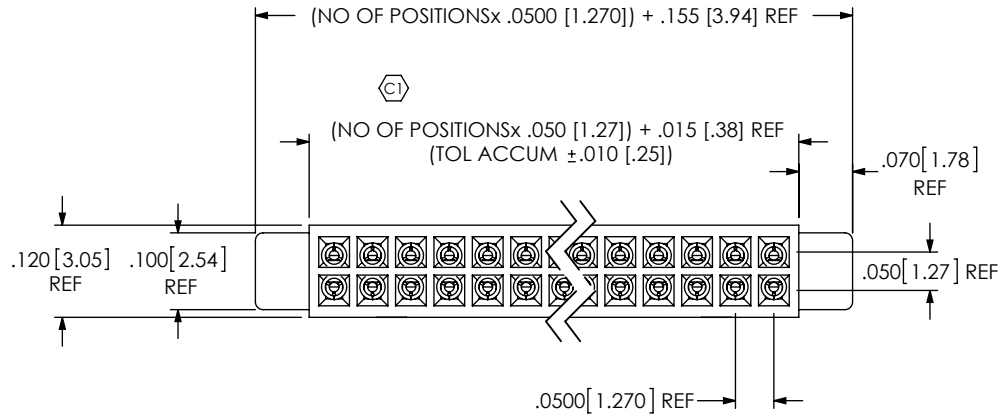 (NO OF POSITIONSx .0500 [1.270]) + .155 [3.94] REF
C1
(NO OF POSITIONSx .050 [1.27]) + .015 [.38] REF
(TOL ACCUM ±.010 [.25])
.070[1.78]
REF
.120[3.05]
REF
.100[2.54]
REF
.050[1.27] REF
.0500[1.270] REF